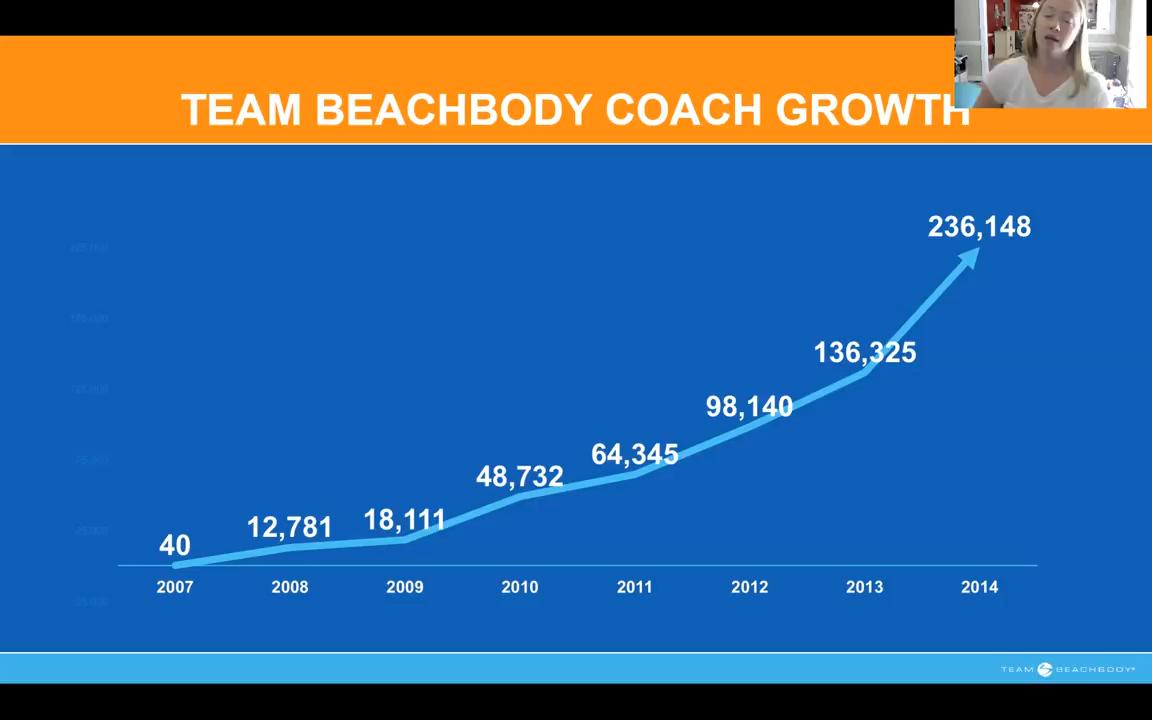 TEAM BEACHBODY COACH GROWTH
236,148
136,325
98,140
64,345
48,732
18,111
12,781
40
2007 2008 2009 2010 2011 2012 2013 2014
TEAM BEACHBODY